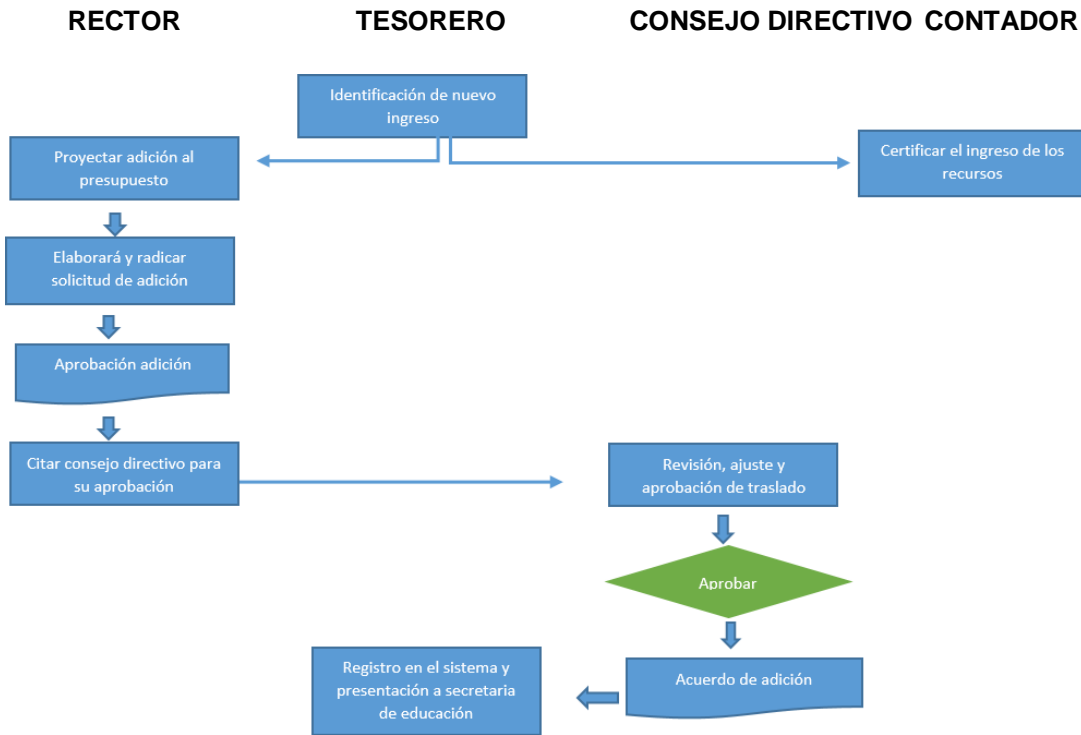 RECTOR
TESORERO
CONSEJO DIRECTIVO
CONTADOR
Identificación de nuevo
ingreso
Proyectar adición al
presupuesto
Certificar el ingreso de los
recursos
Elaborará y radicar
solicitud de adición
Aprobación adición
Citar consejo directivo para
su aprobación
Revisión, ajuste y
aprobación de traslado
Aprobar
Acuerdo de adición
Registro en el sistema y
presentación a secretaria
de educación